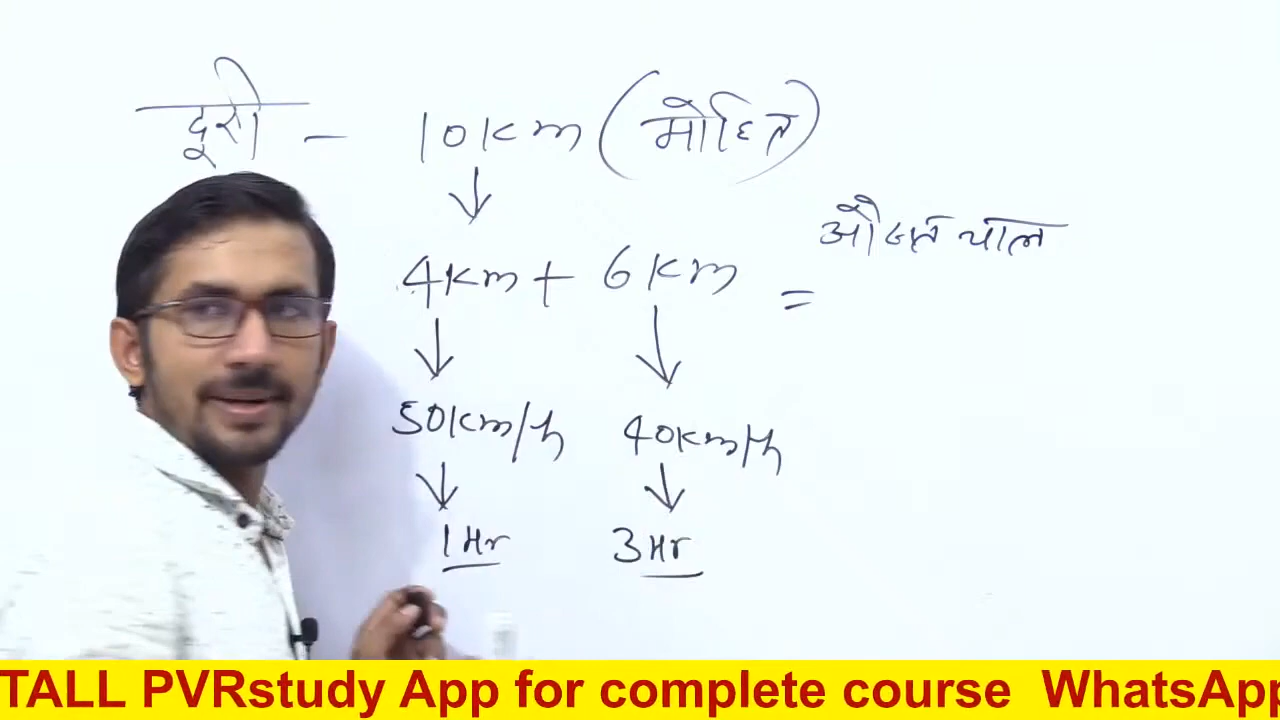 दूरी - 10km (मोहित)
औसत चाल
4km + 6km =
50km/h 40km/h
1Hr 3Hr
TALL PVRstudy App for complete course WhatsApp